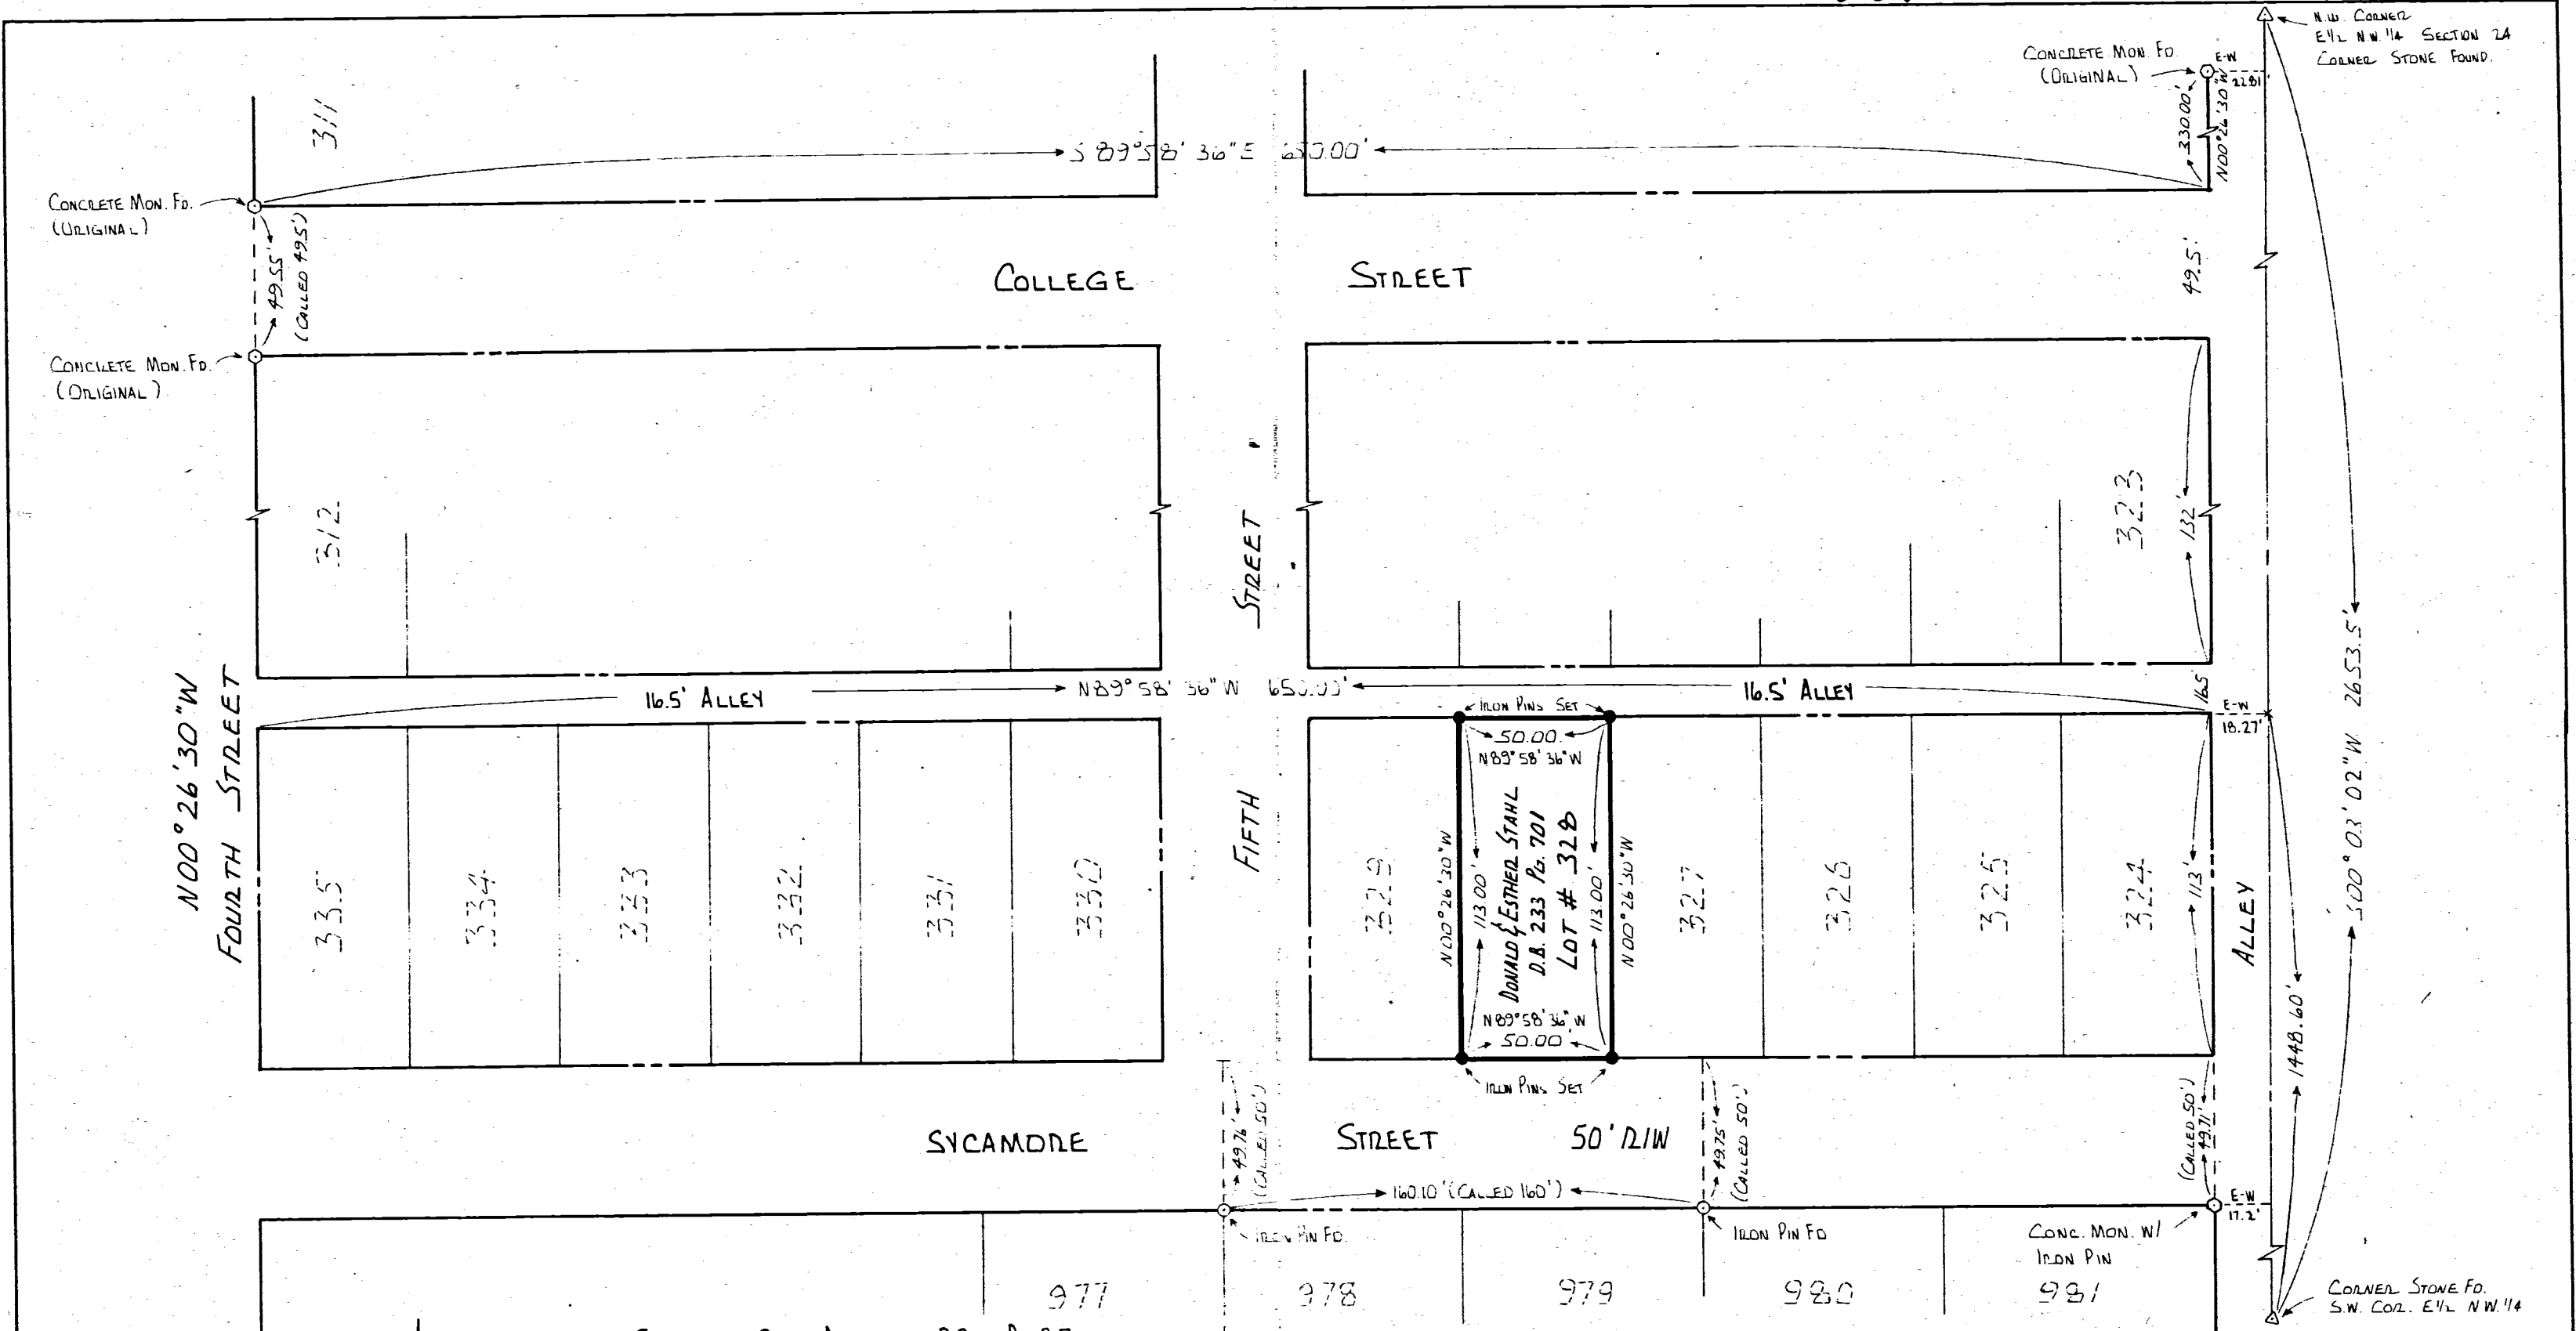 N.W. CORNER
E 1/2 N.W. 1/4 SECTION 24
CORNER STONE FOUND.
CONCRETE MON. FD.
(ORIGINAL)
E-W
22.81'
330.00'
N00°26'30"W
311
S 89°58'36"E 650.00'
CONCRETE MON. FD.
(ORIGINAL)
49.55'
(CALLED 49.5')
COLLEGE STREET
49.5'
CONCRETE MON. FD.
(ORIGINAL)
312
323
132'
N00°26'30"W
FOURTH STREET
FIFTH STREET
16.5' ALLEY
N89°58'36"W 650.00'
16.5' ALLEY
16.5
E-W
18.27'
S00°03'02"W 2653.5'
IRON PINS SET
50.00
N89°58'36"W
335
334
333
332
331
330
329
N00°26'30"W
113.00'
DONALD & ESTHER STAHL
D.B. 233 PG. 701
LOT # 328
113.00'
N00°26'30"W
327
326
325
324
113'
ALLEY
1448.60'
N89°58'36"W
50.00
IRON PINS SET
SYCAMORE STREET 50' R/W
49.76'
(CALLED 50')
49.75'
(CALLED 50')
(CALLED 50')
49.71'
160.10' (CALLED 160')
E-W
17.2'
IRON PIN FD.
IRON PIN FD
CONC. MON. W/
IRON PIN
977
978
979
980
981
CORNER STONE FD.
S.W. COR. E 1/2 N.W. 1/4